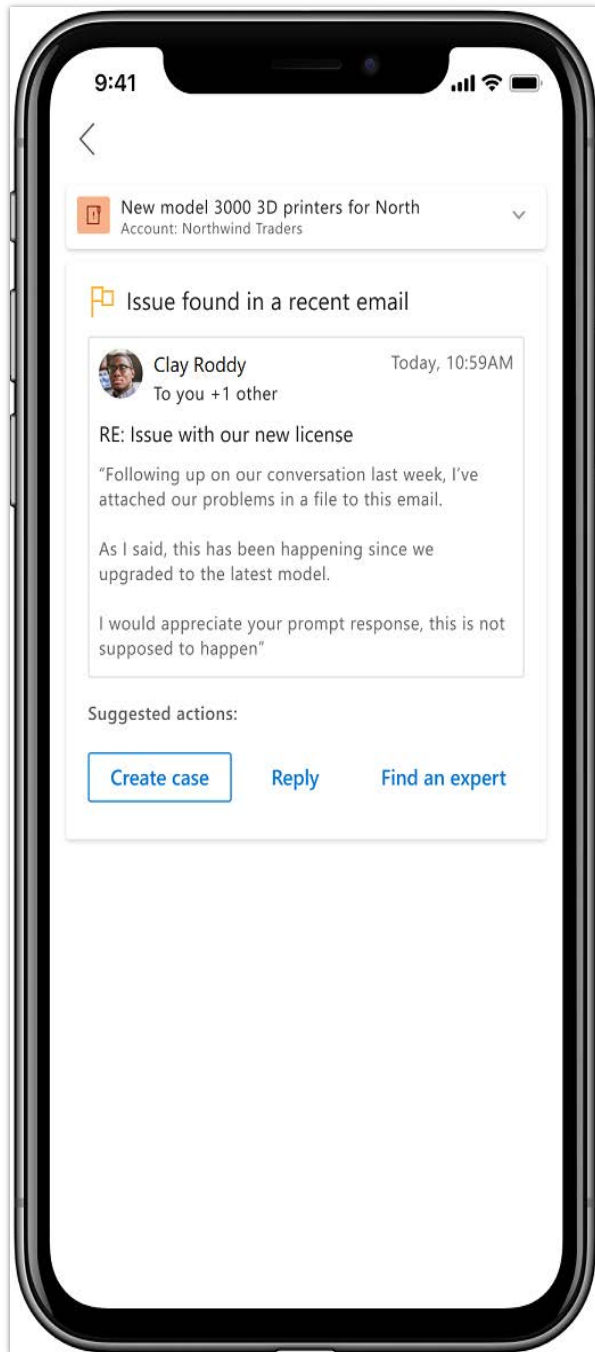 9:41
New model 3000 3D printers for North
Account: Northwind Traders
Issue found in a recent email
Clay Roddy
Today, 10:59AM
To you +1 other
RE: Issue with our new license
“Following up on our conversation last week, I’ve
attached our problems in a file to this email.
As I said, this has been happening since we
upgraded to the latest model.
I would appreciate your prompt response, this is not
supposed to happen”
Suggested actions:
Create case
Reply
Find an expert